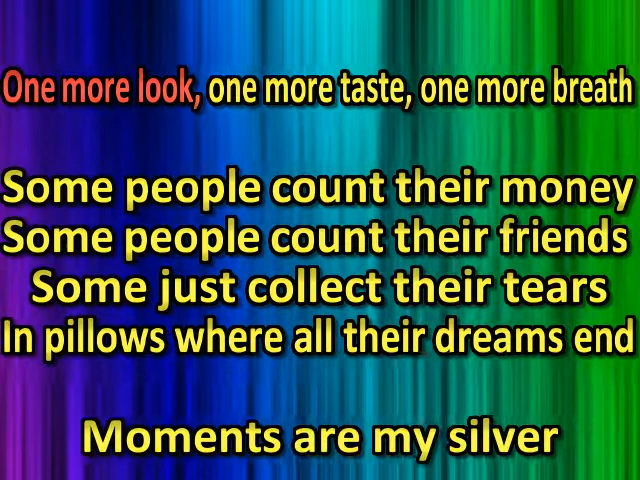 One more look, one more taste, one more breath
Some people count their money
Some people count their friends
Some just collect their tears
In pillows where all their dreams end
Moments are my silver